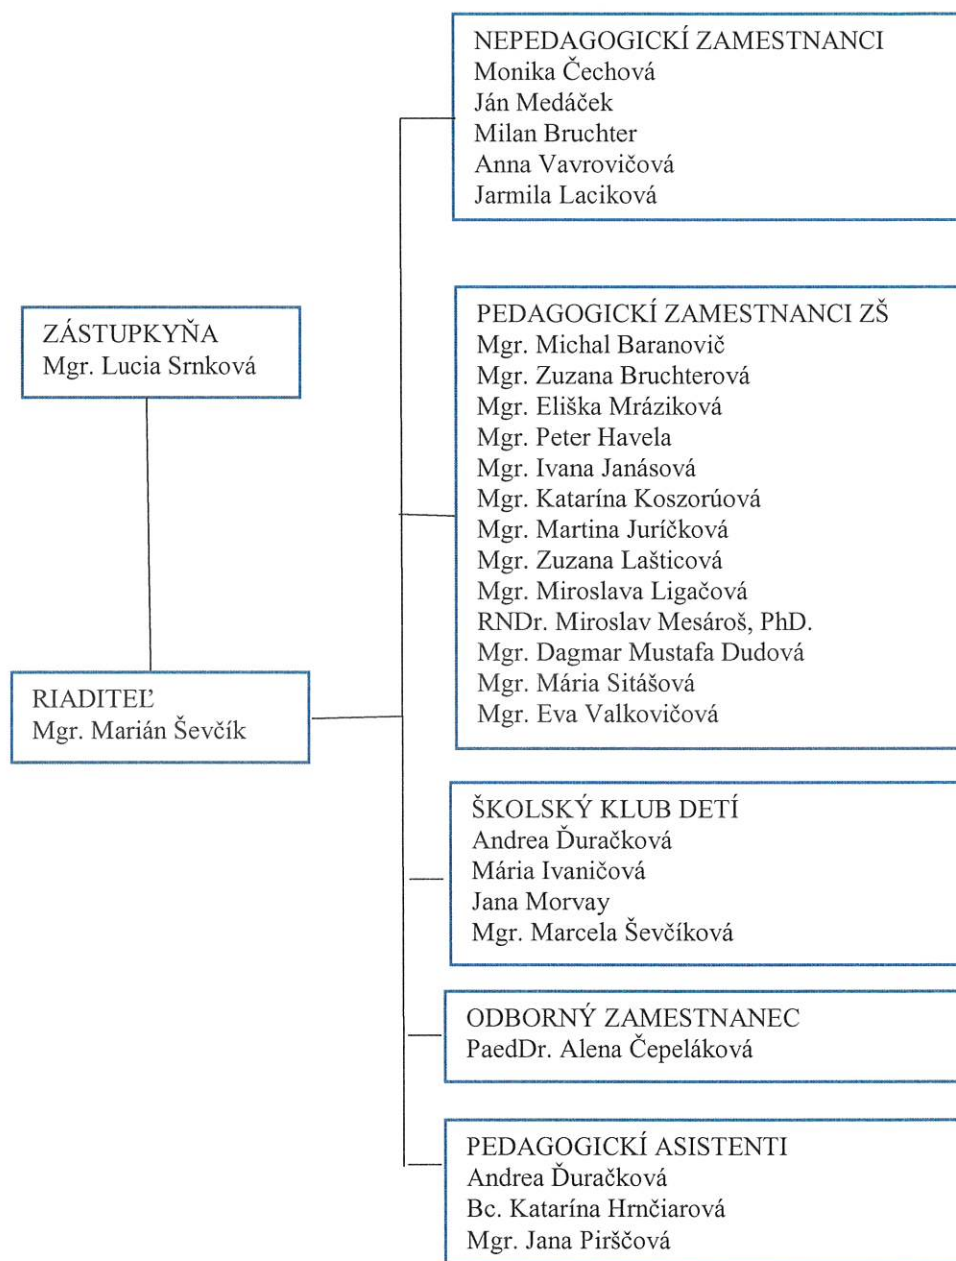 NEPEDAGOGICKÍ ZAMESTNANCI
Monika Čechová
Ján Medáček
Milan Bruchter
Anna Vavrovičová
Jarmila Laciková
ZÁSTUPKYŇA
Mgr. Lucia Srnková
RIADITEĽ
Mgr. Marián Ševčík
PEDAGOGICKÍ ZAMESTNANCI ZŠ
Mgr. Michal Baranovič
Mgr. Zuzana Bruchterová
Mgr. Eliška Mráziková
Mgr. Peter Havela
Mgr. Ivana Janásová
Mgr. Katarína Koszorúová
Mgr. Martina Juríčková
Mgr. Zuzana Lašticová
Mgr. Miroslava Ligačová
RNDr. Miroslav Mesároš, PhD.
Mgr. Dagmar Mustafa Dudová
Mgr. Mária Sitášová
Mgr. Eva Valkovičová
ŠKOLSKÝ KLUB DETÍ
Andrea Ďuračková
Mária Ivaničová
Jana Morvay
Mgr. Marcela Ševčíková
ODBORNÝ ZAMESTNANEC
PaedDr. Alena Čepeláková
PEDAGOGICKÍ ASISTENTI
Andrea Ďuračková
Bc. Katarína Hrnčiarová
Mgr. Jana Pirščová